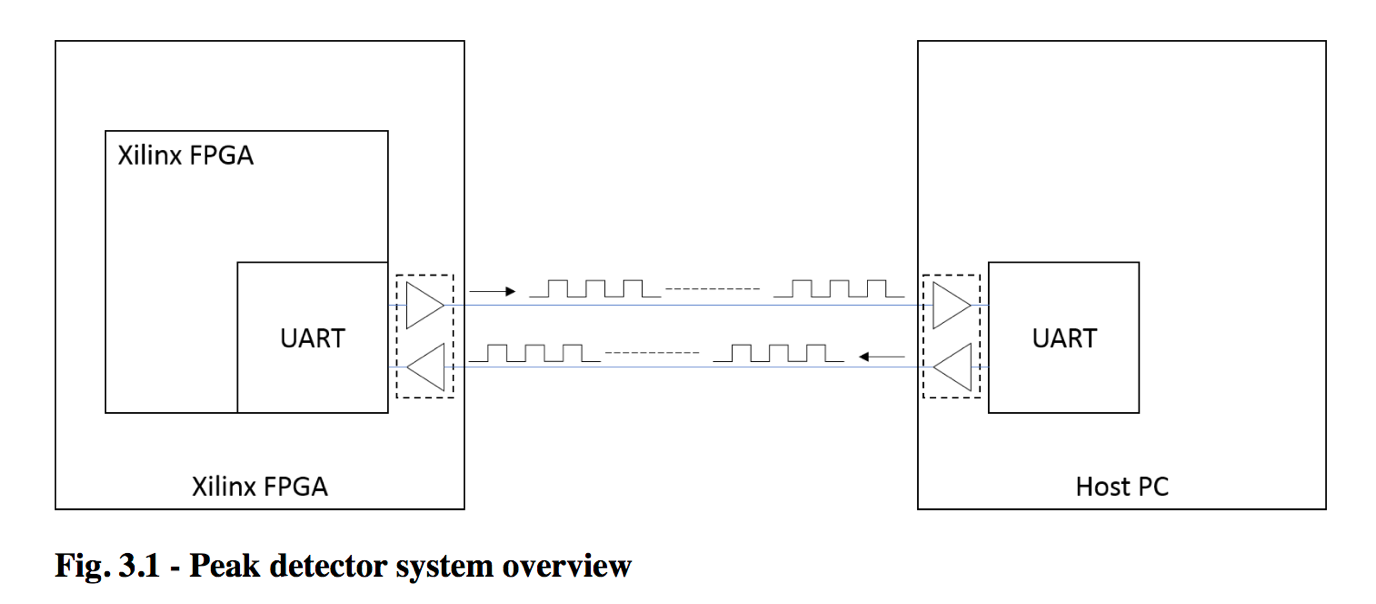 Xilinx FPGA
UART
UART
Xilinx FPGA
Host PC
Fig. 3.1 - Peak detector system overview